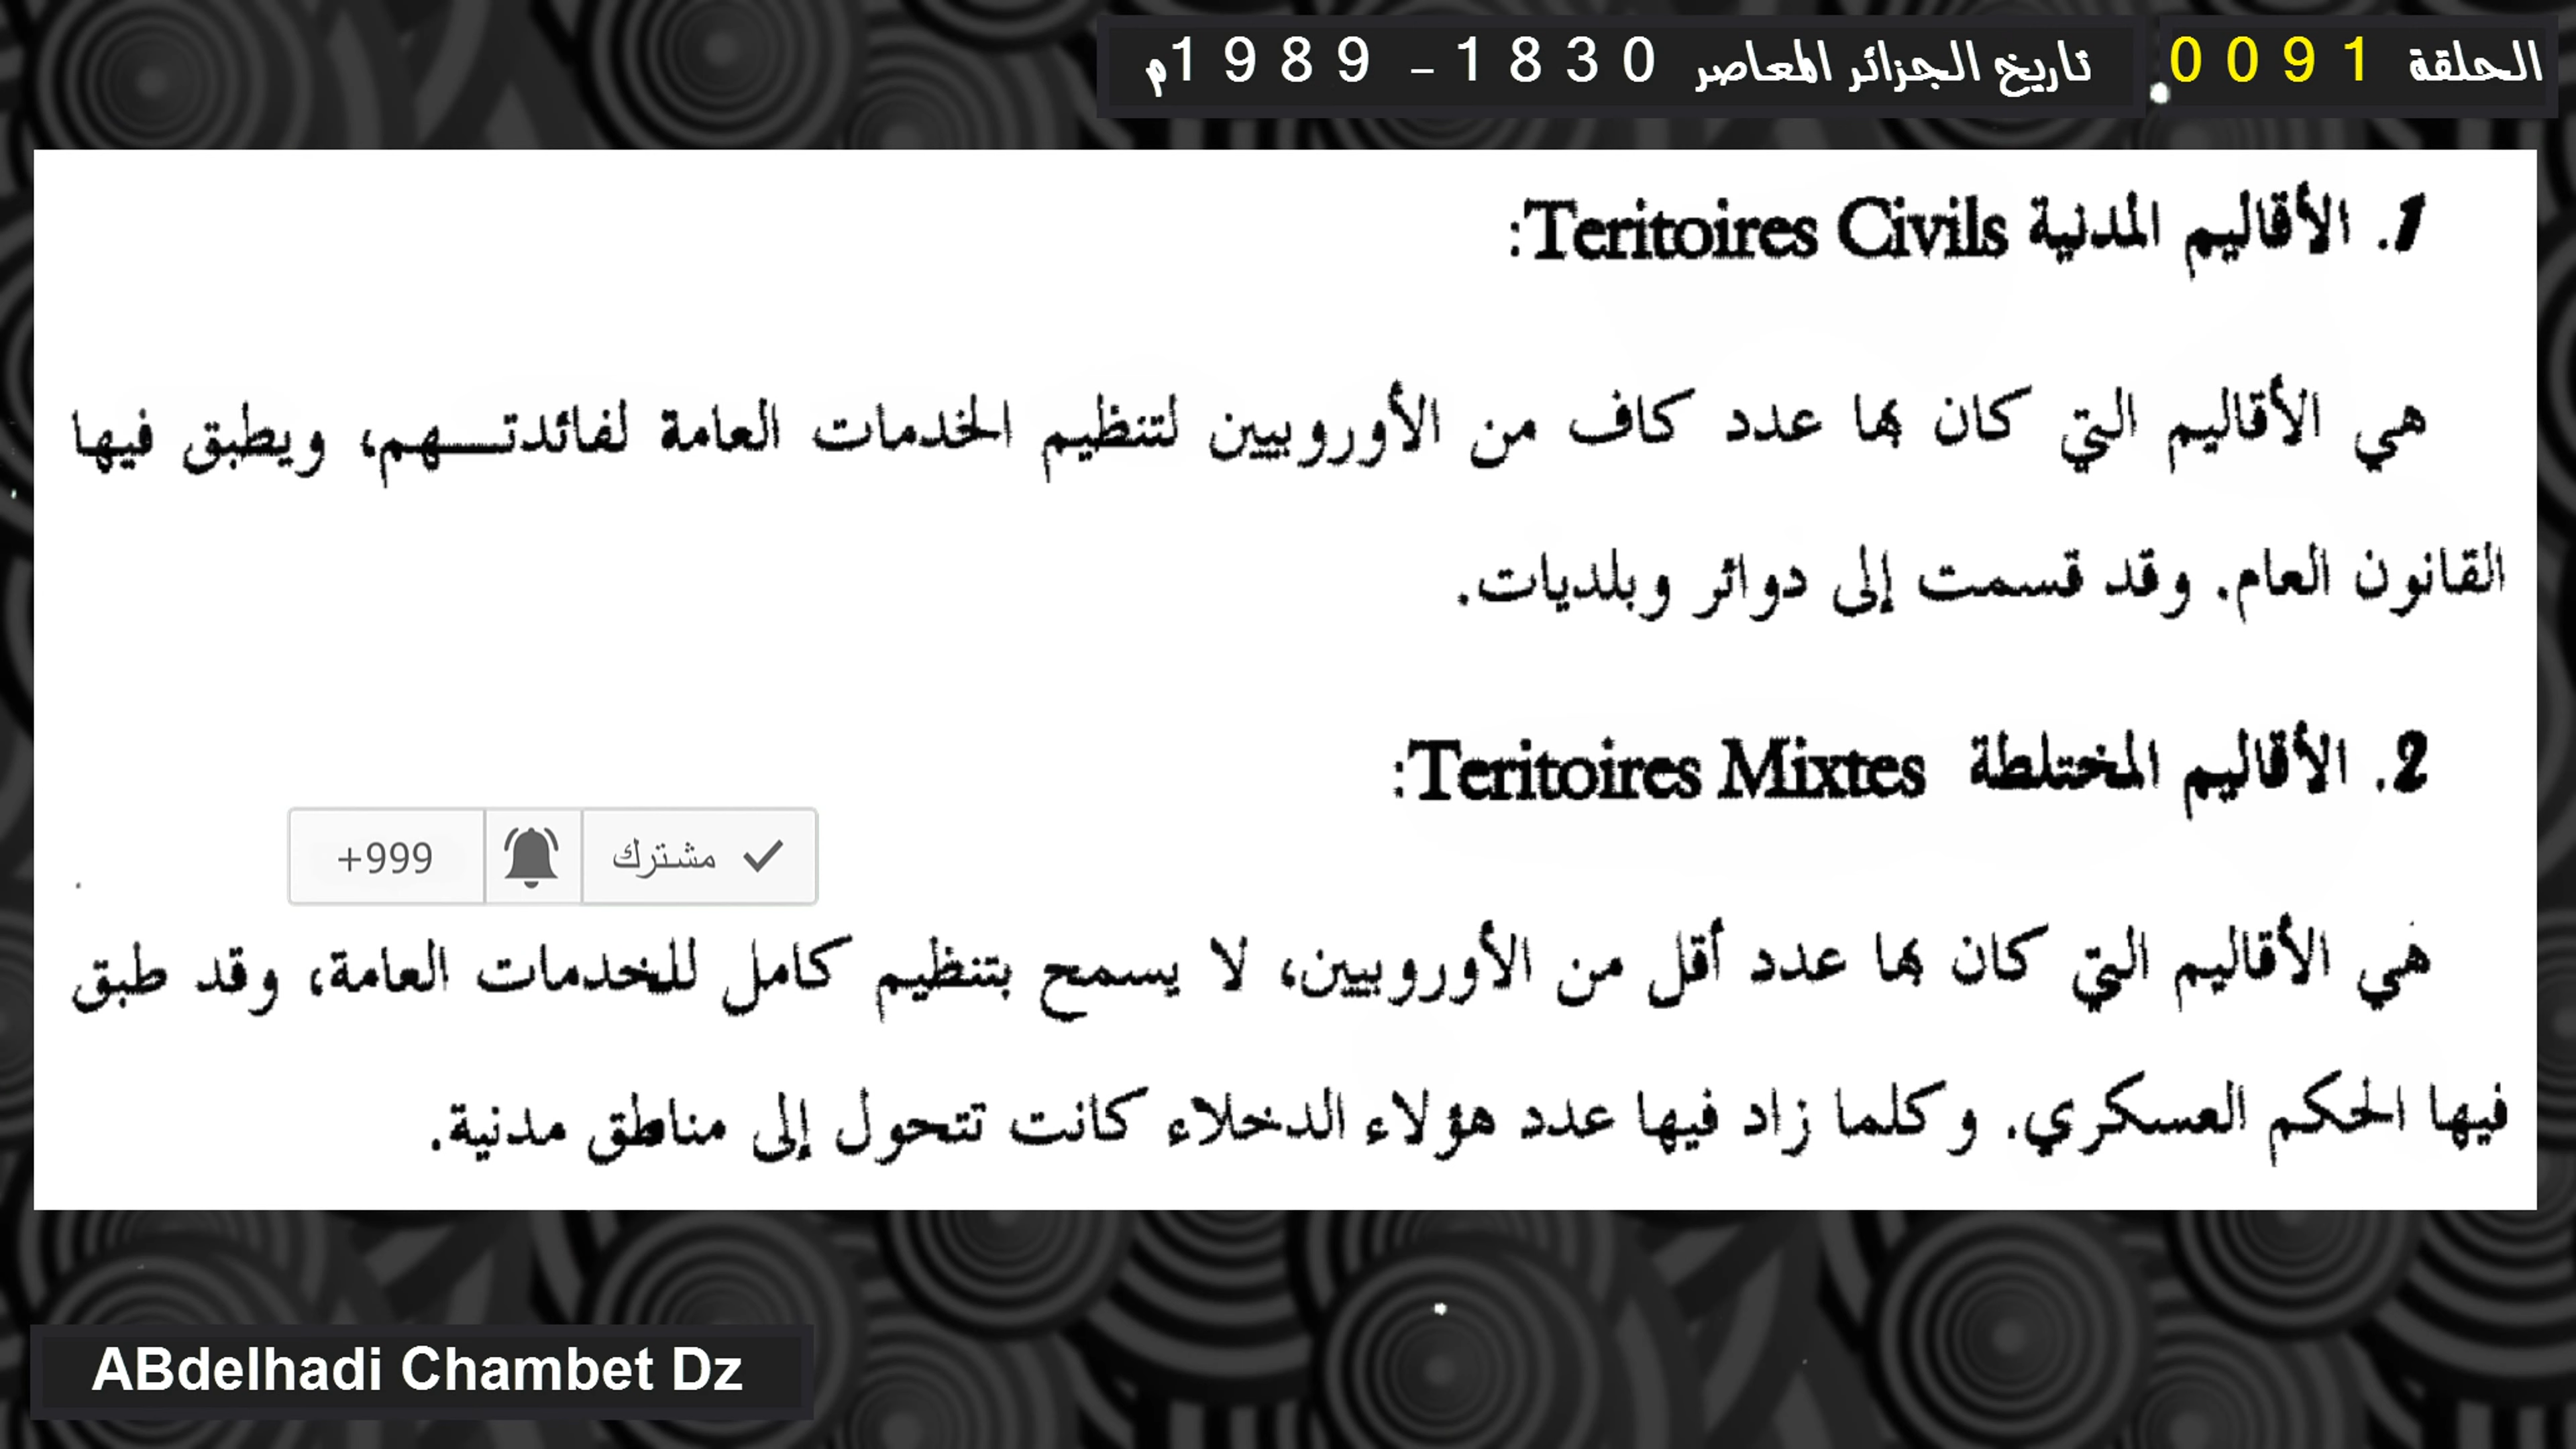 الحلقة 0091
تاريخ الجزائر المعاصر 1830 - 1989م
1. الأقاليم المدنية Teritoires Civils:
هي الأقاليم التي كان بها عدد كاف من الأوروبيين لتنظيم الخدمات العامة لفائدتـــهم، ويطبق فيها
القانون العام. وقد قسمت إلى دوائر وبلديات.
2. الأقاليم المختلطة Teritoires Mixtes:
مشترك
+999
هي الأقاليم التي كان بها عدد أقل من الأوروبيين، لا يسمح بتنظيم كامل للخدمات العامة، وقد طبق
فيها الحكم العسكري. وكلما زاد فيها عدد هؤلاء الدخلاء كانت تتحول إلى مناطق مدنية.
ABdelhadi Chambet Dz